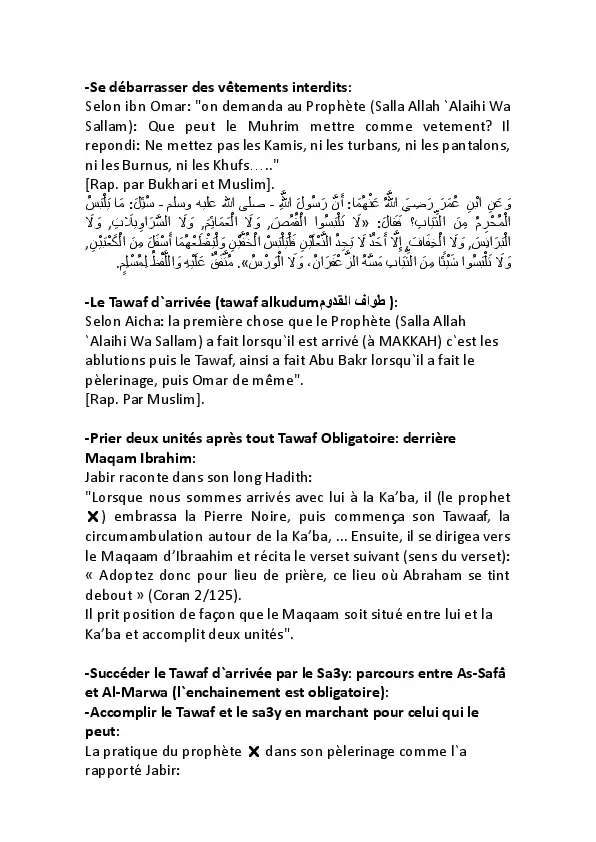 -Se débarrasser des vêtements interdits:
Selon ibn Omar: "on demanda au Prophète (Salla Allah `Alaihi Wa
Sallam): Que peut le Muhrim mettre comme vetement? Il
repondi: Ne mettez pas les Kamis, ni les turbans, ni les pantalons,
ni les Burnus, ni les Khufs….."
[Rap. par Bukhari et Muslim].
وَعَنِ ابْنِ عُمَرَ رَضِيَ اللَّهُ عَنْهُمَا: أَنَّ رَسُولَ اللَّهِ - صلى الله عليه وسلم - سُئِلَ: مَا يَلْبَسُ
الْمُحْرِمُ مِنَ الثِّيَابِ؟ فَقَالَ: «لَا تَلْبَسُوا الْقُمُصَ, وَلَا الْعَمَائِمَ, وَلَا السَّرَاوِيلَاتِ, وَلَا
الْبَرَانِسَ, وَلَا الْخِفَافَ, إِلَّا أَحَدٌ لَا يَجِدُ النَّعْلَيْنِ فَلْيَلْبَسْ الْخُفَّيْنِ وَلْيَقْطَعْهُمَا أَسْفَلَ مِنَ الْكَعْبَيْنِ,
وَلَا تَلْبَسُوا شَيْئًا مِنَ الثِّيَابِ مَسَّهُ الزَّعْفَرَانُ، وَلَا الْوَرْسُ». مُتَّفَقٌ عَلَيْهِ وَاللَّفْظُ لِمُسْلِمٍ.
-Le Tawaf d`arrivée (tawaf alkudumطواف القدوم ):
Selon Aicha: la première chose que le Prophète (Salla Allah
`Alaihi Wa Sallam) a fait lorsqu`il est arrivé (à MAKKAH) c`est les
ablutions puis le Tawaf, ainsi a fait Abu Bakr lorsqu`il a fait le
pèlerinage, puis Omar de même".
[Rap. Par Muslim].
-Prier deux unités après tout Tawaf Obligatoire: derrière
Maqam Ibrahim:
Jabir raconte dans son long Hadith:
"Lorsque nous sommes arrivés avec lui à la Ka’ba, il (le prophet
✗) embrassa la Pierre Noire, puis commença son Tawaaf, la
circumambulation autour de la Ka’ba, ... Ensuite, il se dirigea vers
le Maqaam d’Ibraahim et récita le verset suivant (sens du verset):
« Adoptez donc pour lieu de prière, ce lieu où Abraham se tint
debout » (Coran 2/125).
Il prit position de façon que le Maqaam soit situé entre lui et la
Ka’ba et accomplit deux unités".
-Succéder le Tawaf d`arrivée par le Sa3y: parcours entre As-Safâ
et Al-Marwa (l`enchainement est obligatoire):
-Accomplir le Tawaf et le sa3y en marchant pour celui qui le
peut:
La pratique du prophète ✗ dans son pèlerinage comme l`a
rapporté Jabir: